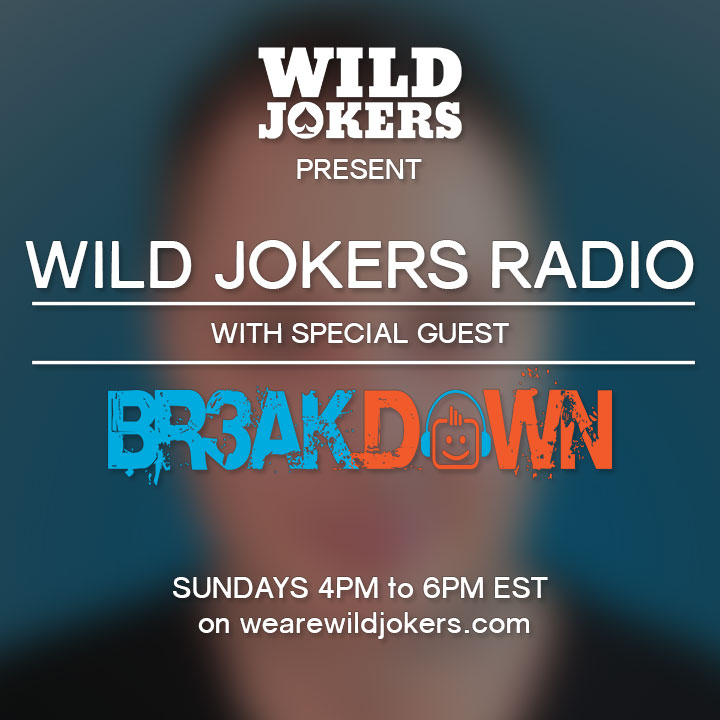 WILD
JOKERS
PRESENT
WILD JOKERS RADIO
WITH SPECIAL GUEST
BR3AKDOWN
SUNDAYS 4PM to 6PM EST
on wearewildjokers.com